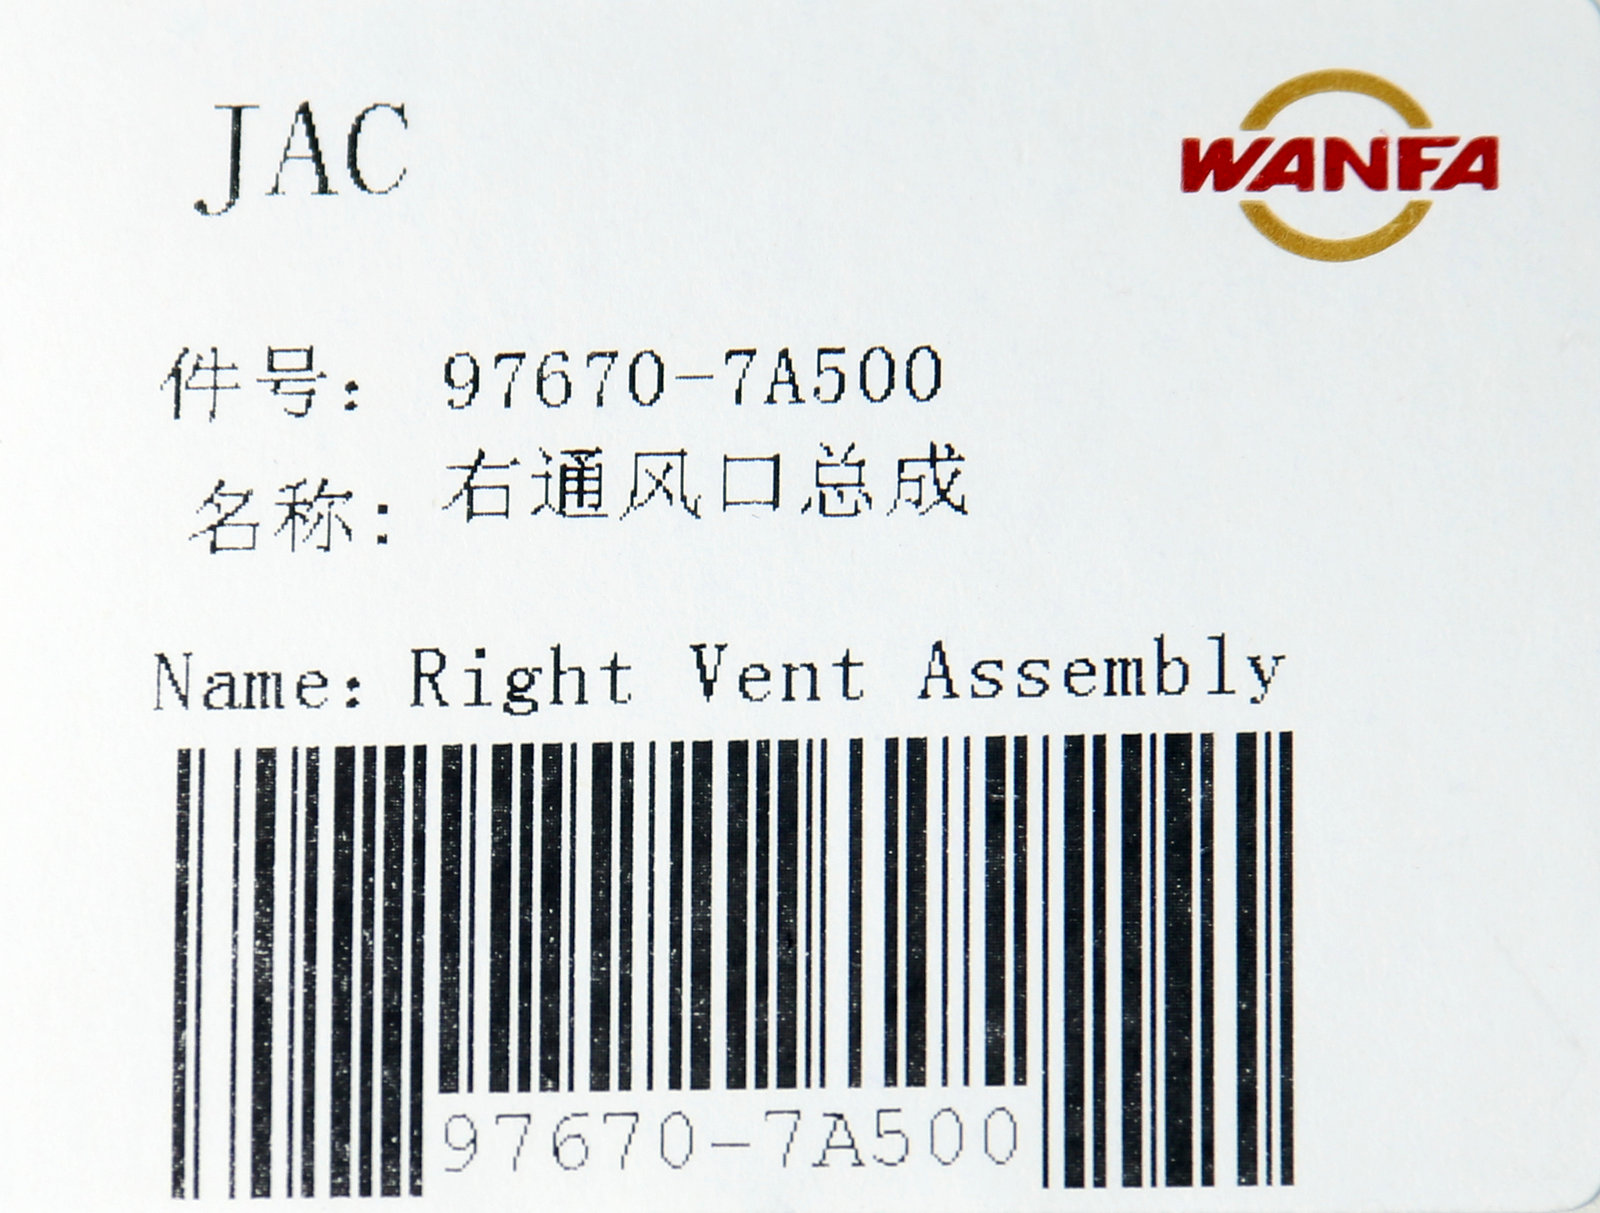 JAC
WANFA
件号: 97670-7A500
名称: 右通风口总成
Name: Right Vent Assembly
97670-7A500